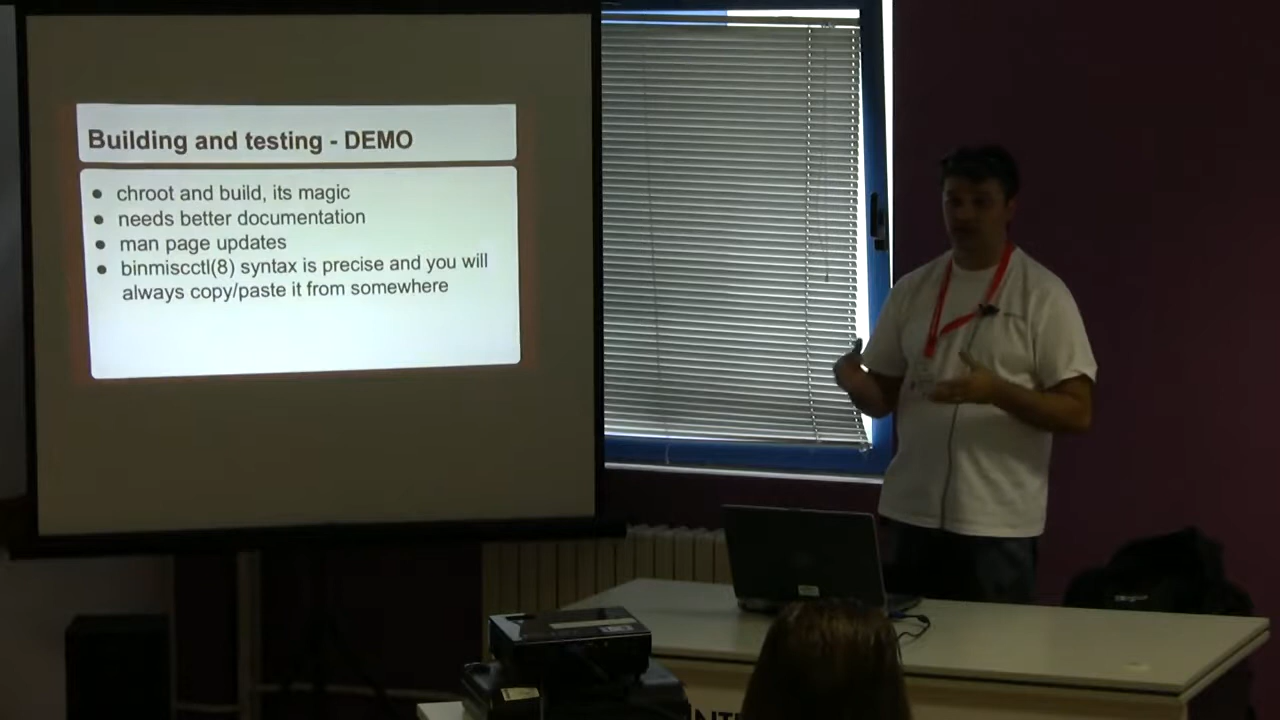 Building and testing - DEMO
chroot and build, its magic
needs better documentation
man page updates
binmiscctl(8) syntax is precise and you will
always copy/paste it from somewhere